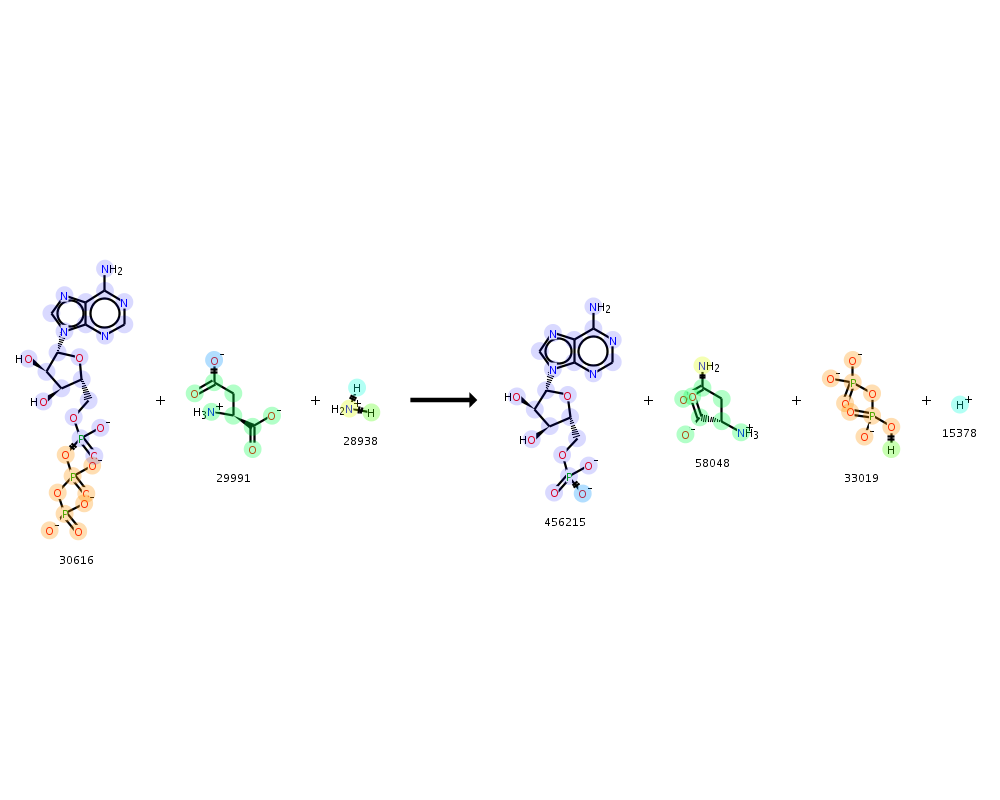 NH2
N
N
N
N
HO
O
HO
O
P
O-
O
O
O-
P
O
O
O-
P
O-
O
30616
+
O-
O
H3N+
O-
O
29991
+
H
H2N+
H
28938
NH2
N
N
N
N
HO
O
HO
O
O-
P
O
O-
456215
+
NH2
O
O
O-
NH3+
58048
+
O-
O-
P
O
O
O
P
O
O-
H
33019
+
H+
15378